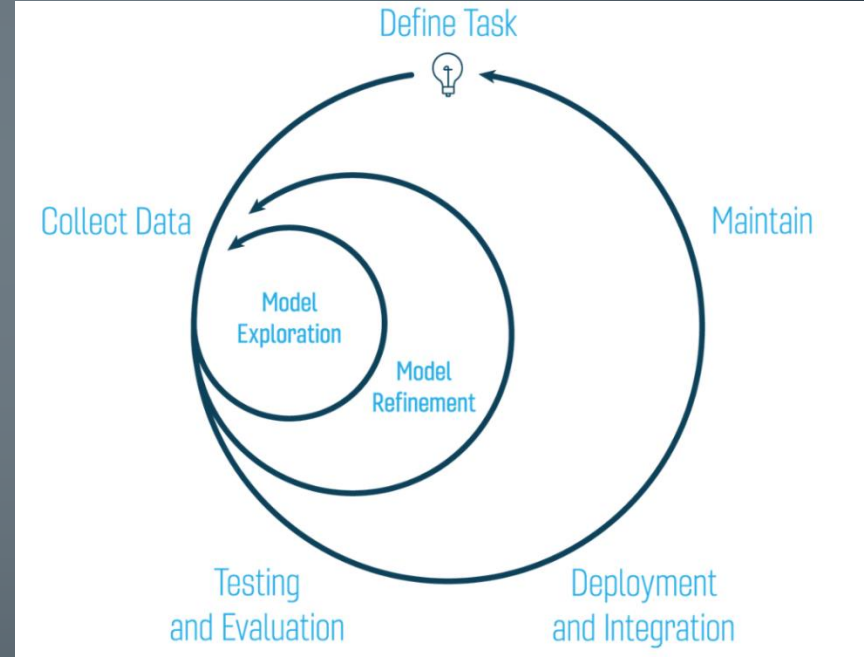 Define Task
Collect Data
Maintain
Model
Exploration
Model
Refinement
Testing
and Evaluation
Deployment
and Integration